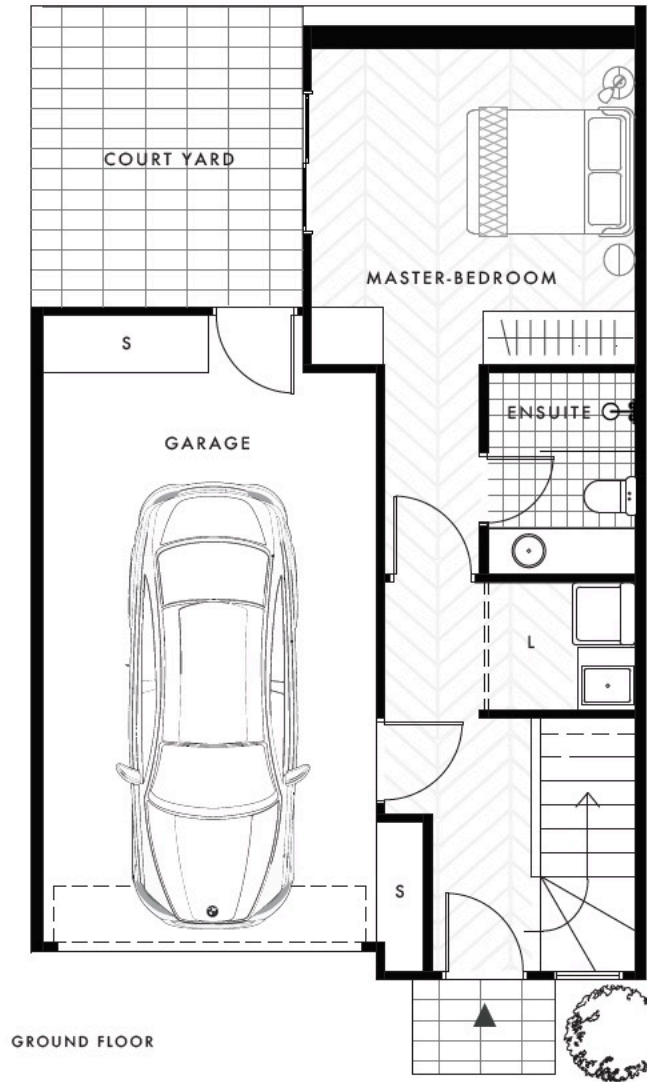 COURT YARD
MASTER-BEDROOM
S
ENSUITE
GARAGE
L
S
GROUND FLOOR